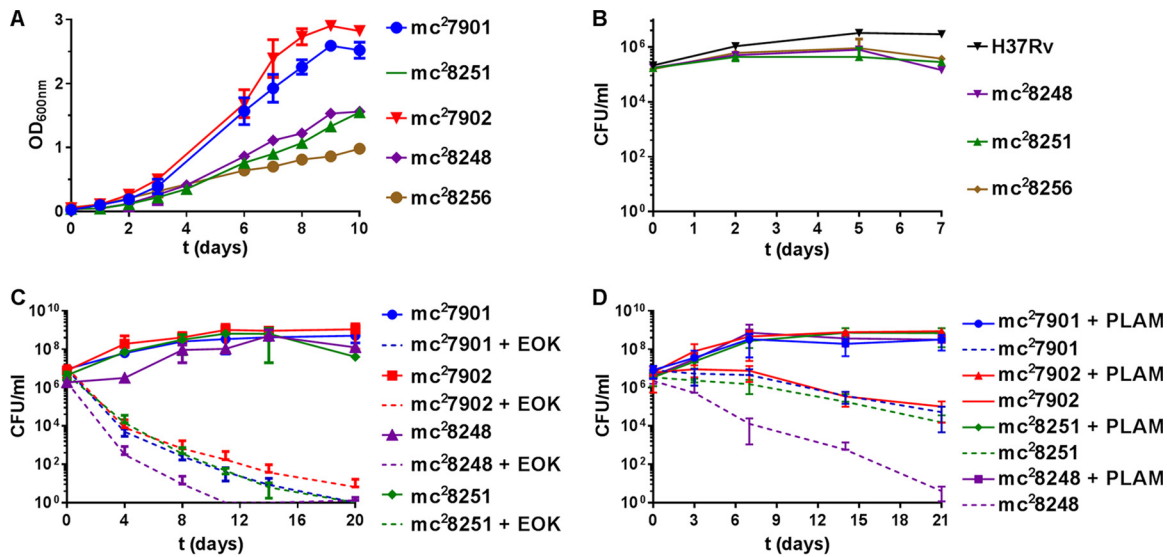 A
OD600nm
3
2
1
0
0 2 4 6 8 10
t (days)
mc²7901
mc²8251
mc²7902
mc²8248
mc²8256
B
CFU/ml
10⁶
10⁴
10²
10⁰
0 1 2 3 4 5 6 7
t (days)
H37Rv
mc²8248
mc²8251
mc²8256
C
CFU/ml
10¹⁰
10⁸
10⁶
10⁴
10²
10⁰
0 4 8 12 16 20
t (days)
mc²7901
mc²7901 + EOK
mc²7902
mc²7902 + EOK
mc²8248
mc²8248 + EOK
mc²8251
mc²8251 + EOK
D
CFU/ml
10¹⁰
10⁸
10⁶
10⁴
10²
10⁰
0 3 6 9 12 15 18 21
t (days)
mc²7901 + PLAM
mc²7901
mc²7902 + PLAM
mc²7902
mc²8251 + PLAM
mc²8251
mc²8248 + PLAM
mc²8248